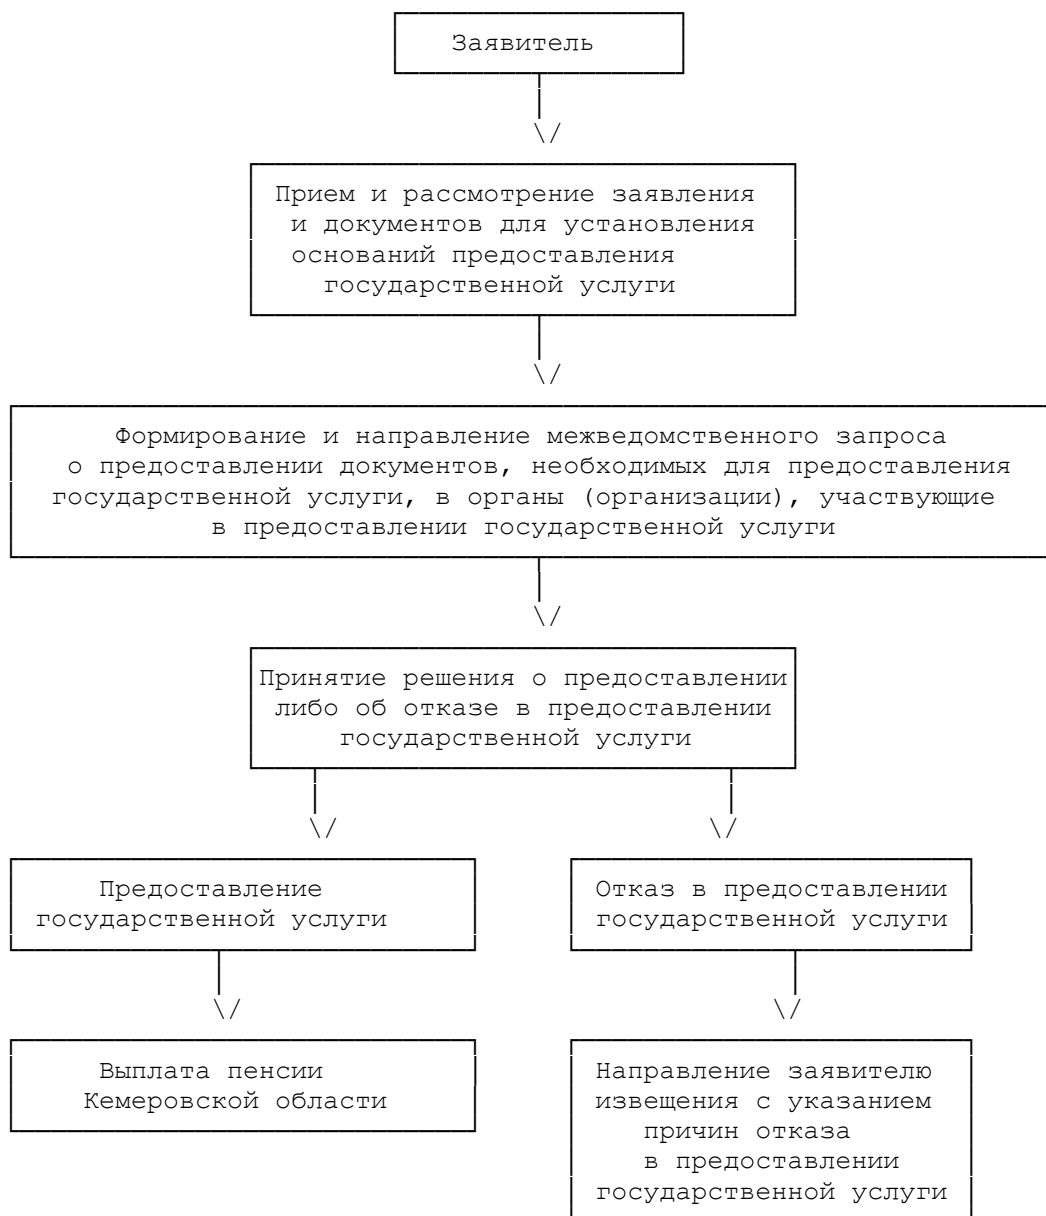 Заявитель
Прием и рассмотрение заявления
и документов для установления
оснований предоставления
государственной услуги
Формирование и направление межведомственного запроса
о предоставлении документов, необходимых для предоставления
государственной услуги, в органы (организации), участвующие
в предоставлении государственной услуги
Принятие решения о предоставлении
либо об отказе в предоставлении
государственной услуги
Предоставление
государственной услуги
Отказ в предоставлении
государственной услуги
Выплата пенсии
Кемеровской области
Направление заявителю
извещения с указанием
причин отказа
в предоставлении
государственной услуги